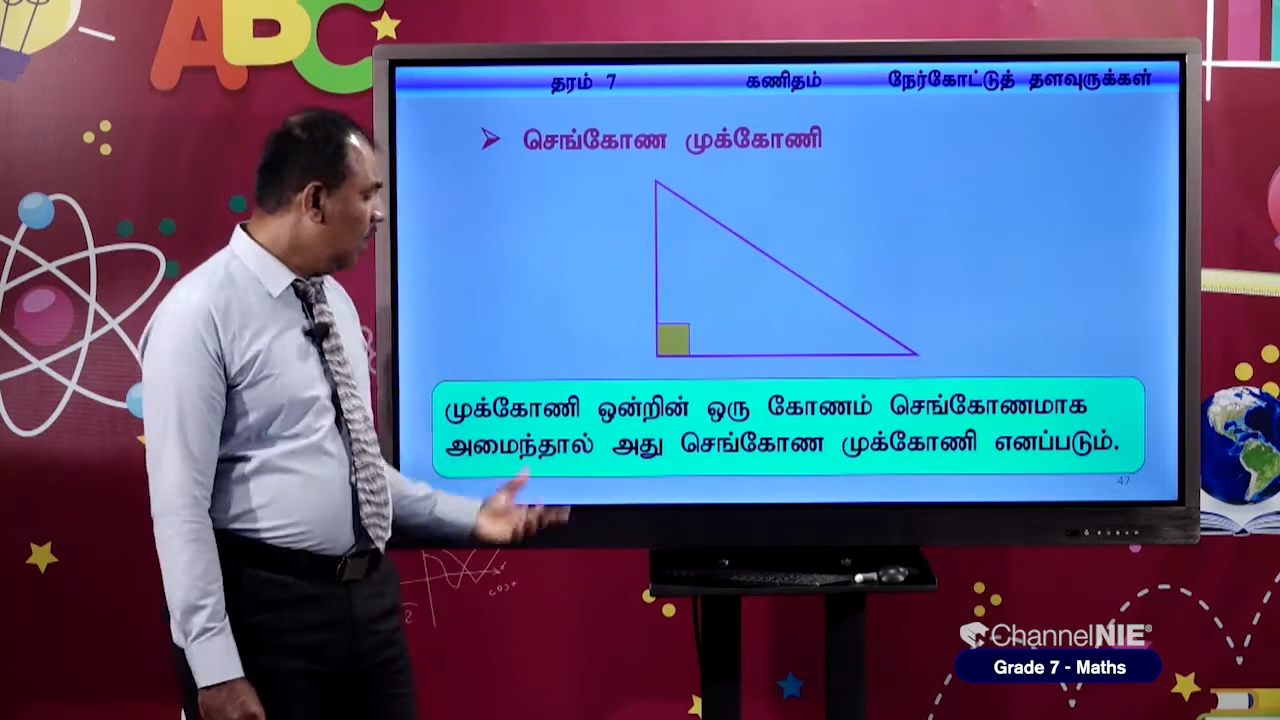 ABC
தரம் 7 கணிதம் நேர்கோட்டுத் தளவுருக்கள்
➢ செங்கோண முக்கோணி
முக்கோணி ஒன்றின் ஒரு கோணம் செங்கோணமாக
அமைந்தால் அது செங்கோண முக்கோணி எனப்படும்.
47
cosx
ChannelNIE®
Grade 7 - Maths